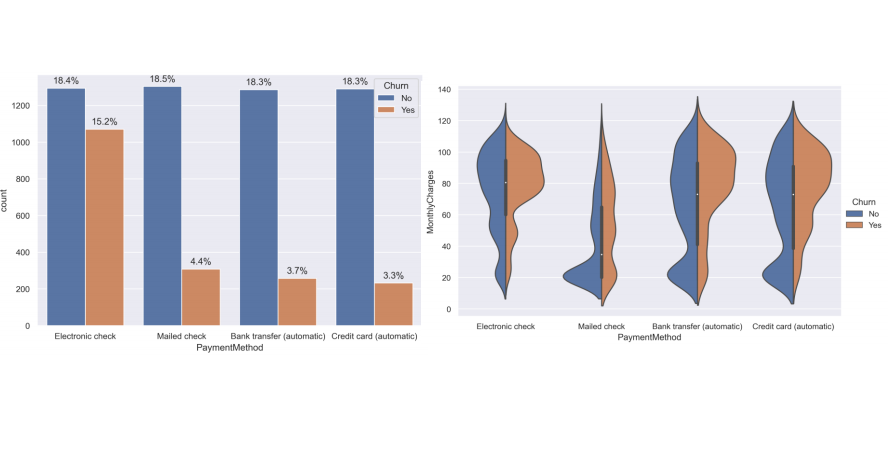 18.4%
18.5%
18.3%
18.3%
15.2%
4.4%
3.7%
3.3%
Churn
No
Yes
1200
1000
800
600
400
200
0
count
Electronic check
Mailed check
Bank transfer (automatic)
Credit card (automatic)
PaymentMethod
140
120
100
80
60
40
20
0
MonthlyCharges
Electronic check
Mailed check
Bank transfer (automatic)
Credit card (automatic)
PaymentMethod
Churn
No
Yes